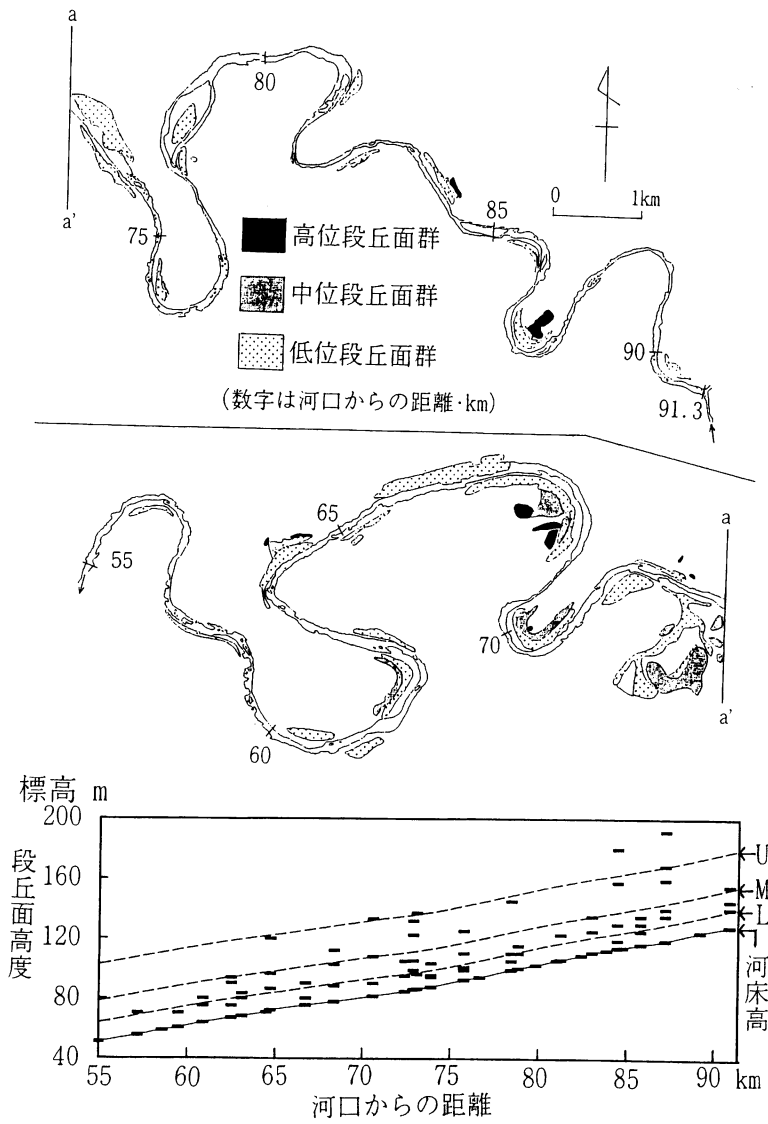 a
80
a'
75
0 1km
85
高位段丘面群
中位段丘面群
低位段丘面群
(数字は河口からの距離·km)
90
91.3
55
65
a
70
a'
60
標高 m
段丘面高度
200
160
120
80
40
U
M
L
河床高
55 60 65 70 75 80 85 90 km
河口からの距離